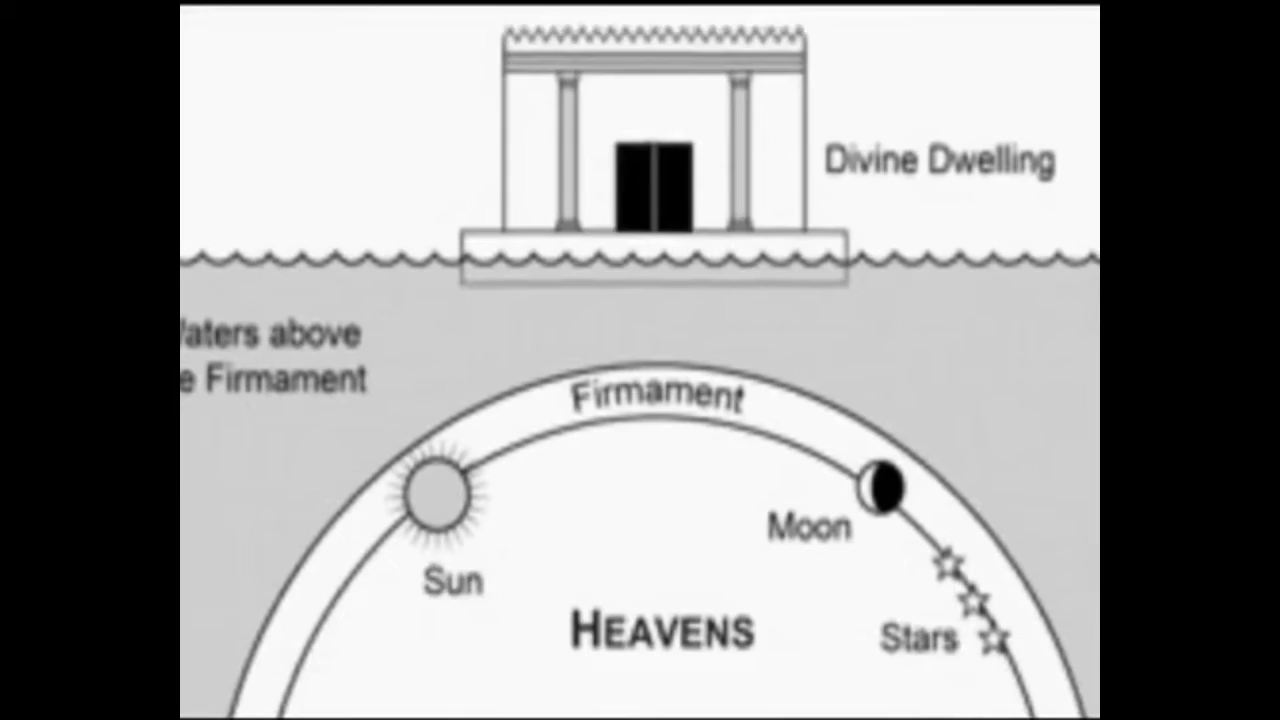 Divine Dwelling
aters above
e Firmament
Firmament
Moon
Sun
HEAVENS
Stars